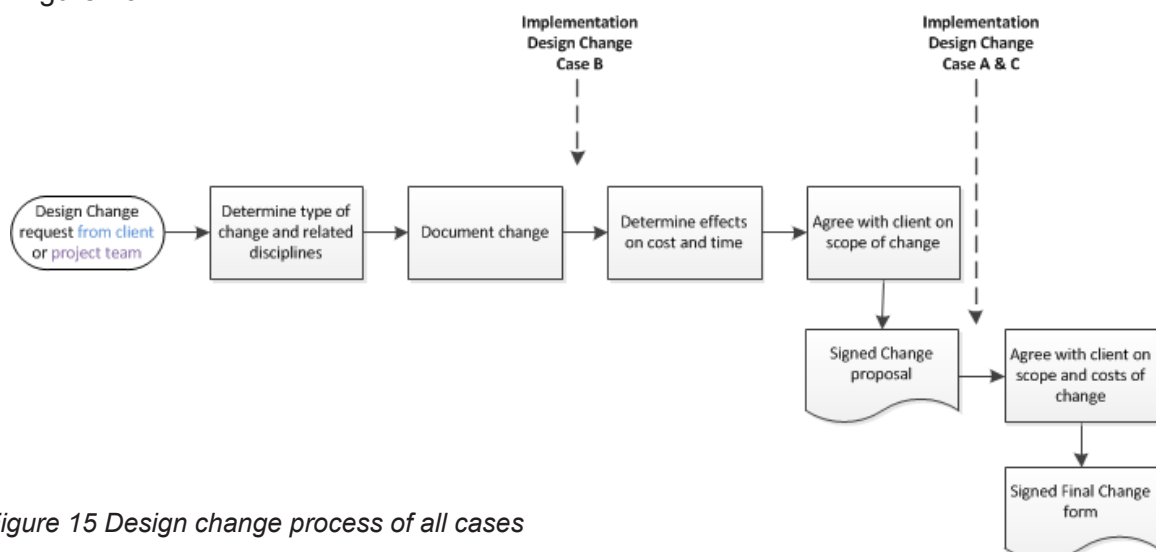 Implementation
Design Change
Case B
Implementation
Design Change
Case A & C
Design Change
request from client
or project team
Determine type of
change and related
disciplines
Document change
Determine effects
on cost and time
Agree with client on
scope of change
Signed Change
proposal
Agree with client on
scope and costs of
change
Signed Final Change
form
igure 15 Design change process of all cases